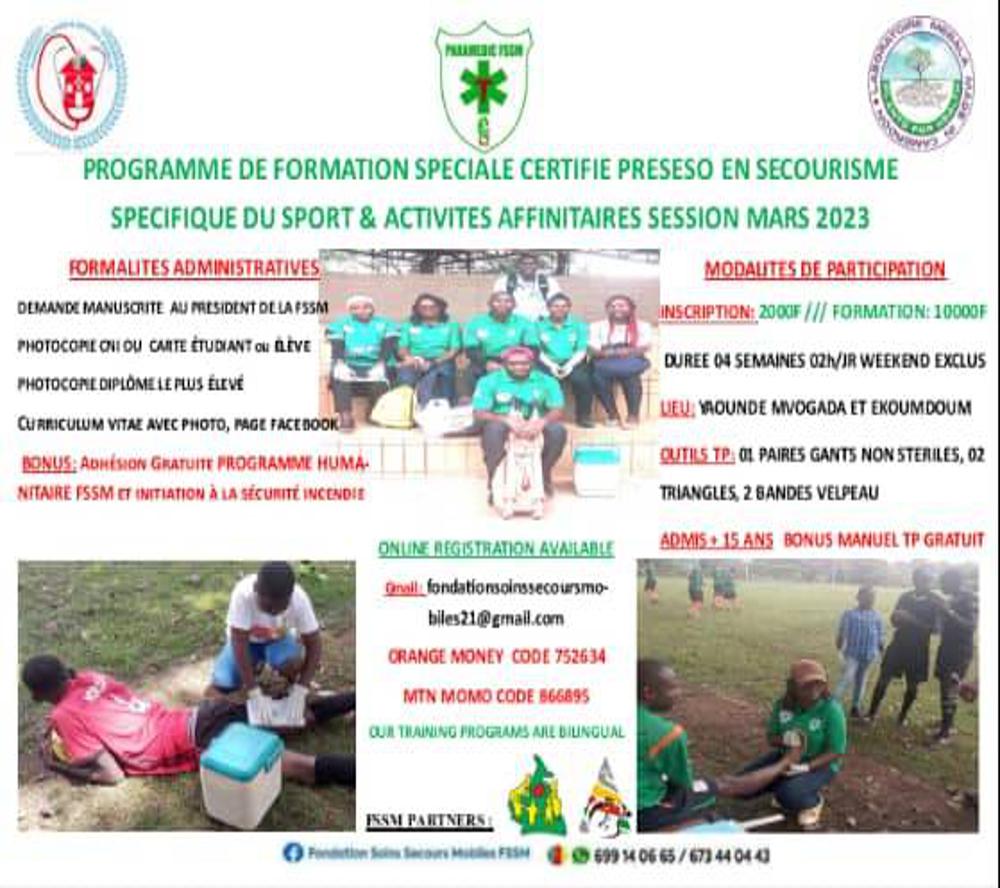 PARAMEDIC FSSM
LABORATOIRE MEBALA MADE IN CAMEROON
PROGRAMME DE FORMATION SPECIALE CERTIFIE PRESESO EN SECOURISME
SPECIFIQUE DU SPORT & ACTIVITES AFFINITAIRES SESSION MARS 2023
FORMALITES ADMINISTRATIVES
DEMANDE MANUSCRITE AU PRESIDENT DE LA FSSM
PHOTOCOPIE CNI OU CARTE ÉTUDIANT ou ÉLÈVE
PHOTOCOPIE DIPLÔME LE PLUS ÉLEVÉ
CURRICULUM VITAE AVEC PHOTO, PAGE FACEBOOK
BONUS: ADHÉSION GRATUITE PROGRAMME HUMA-
NITAIRE FSSM ET INITIATION À LA SÉCURITÉ INCENDIE
MODALITES DE PARTICIPATION
INSCRIPTION: 2000F /// FORMATION: 10000F
DUREE 04 SEMAINES 02h/JR WEEKEND EXCLUS
LIEU: YAOUNDE MVOGADA ET EKOUMDOUM
OUTILS TP: 01 PAIRES GANTS NON STERILES, 02
TRIANGLES, 2 BANDES VELPEAU
ADMIS + 15 ANS BONUS MANUEL TP GRATUIT
ONLINE REGISTRATION AVAILABLE
Gmail: fondationsoinssecoursmo-
biles21@gmail.com
ORANGE MONEY CODE 752634
MTN MOMO CODE 866895
OUR TRAINING PROGRAMS ARE BILINGUAL
FSSM PARTNERS :
Fondation Soins Secours Mobiles FSSM 699 14 06 65 / 673 44 04 43